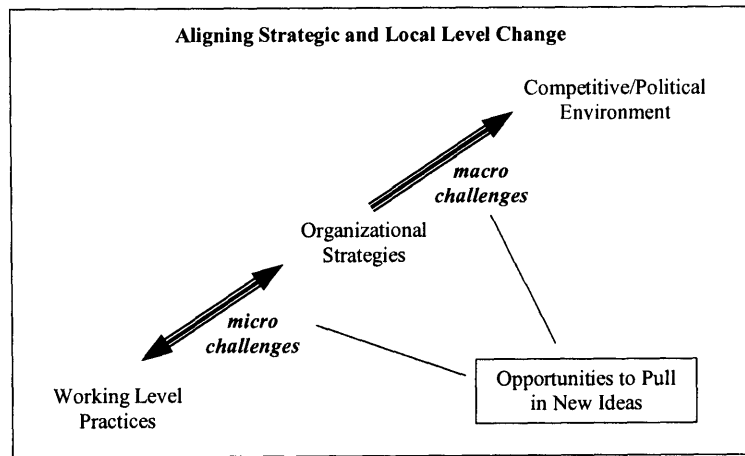 Aligning Strategic and Local Level Change
Competitive/Political
Environment
macro
challenges
Organizational
Strategies
micro
challenges
Working Level
Practices
Opportunities to Pull
in New Ideas